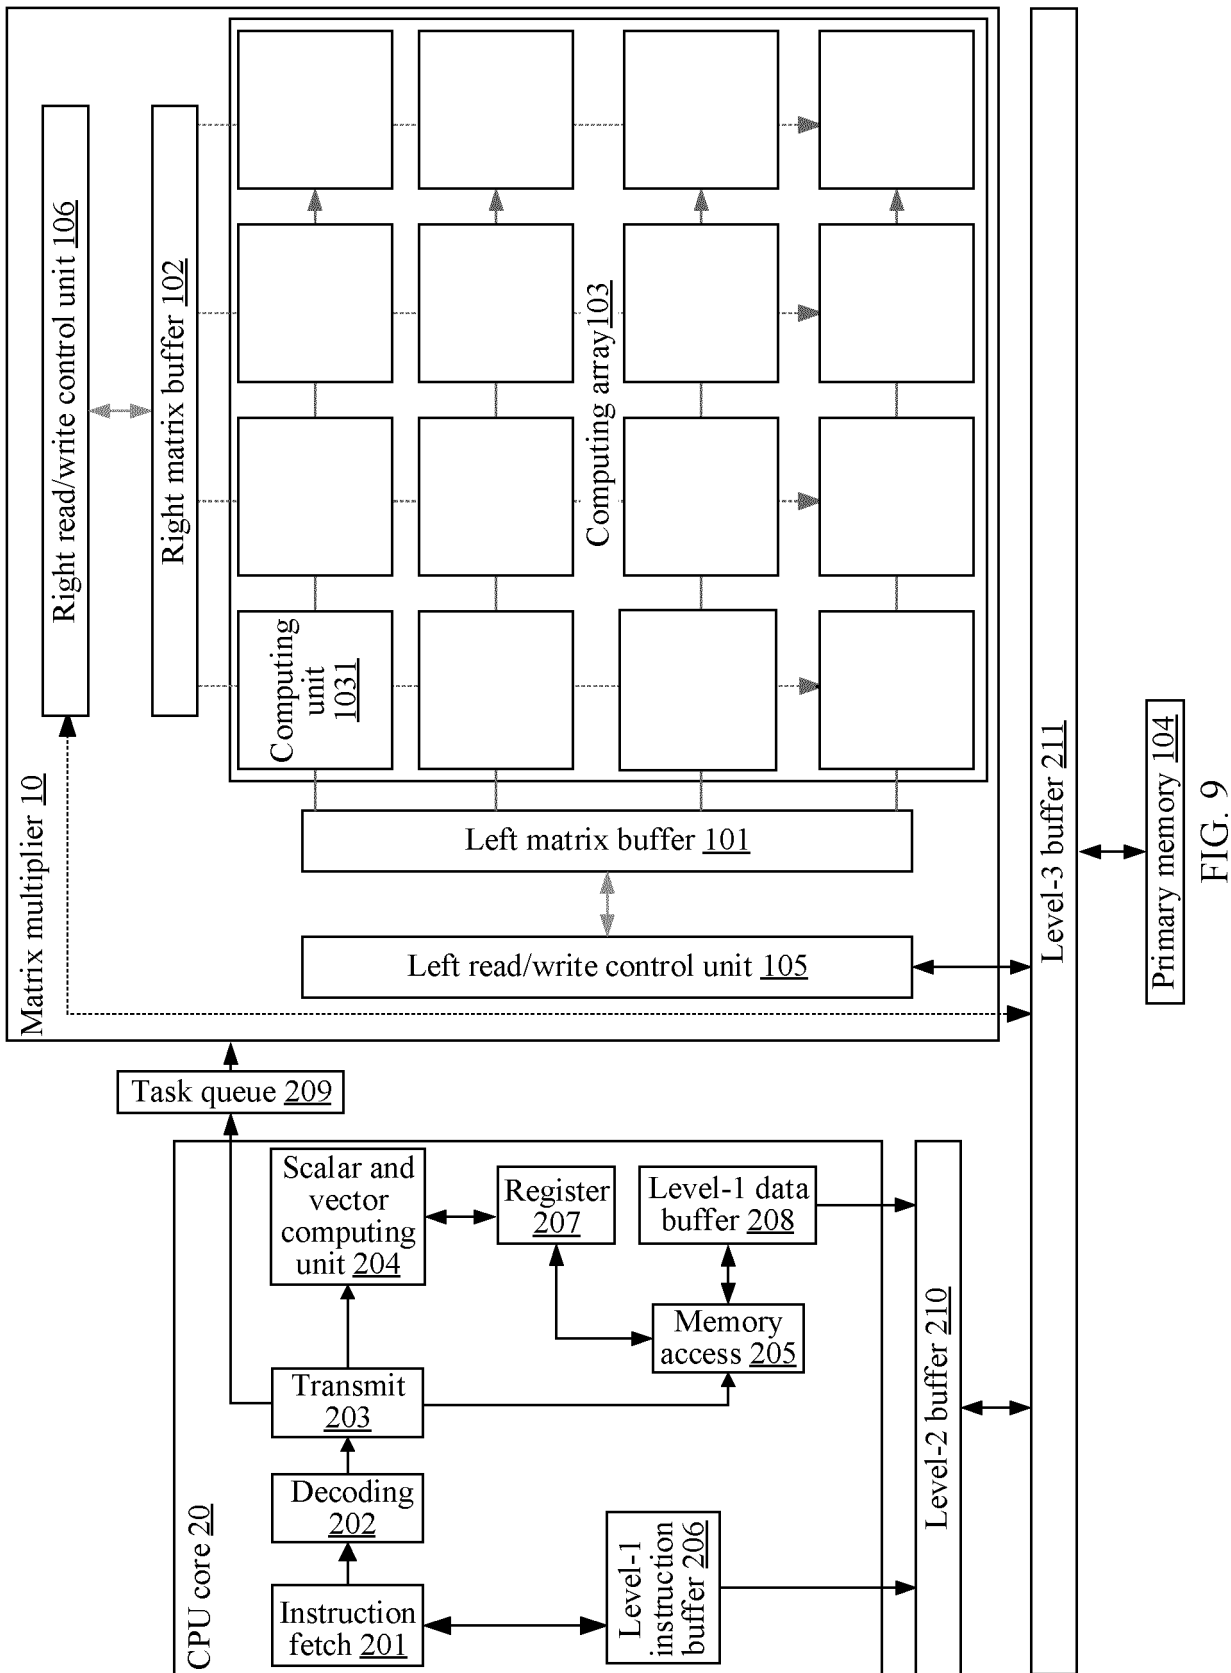 CPU core 20
Instruction
fetch 201
Decoding
202
Transmit
203
Scalar and
vector
computing
unit 204
Register
207
Memory
access 205
Level-1 data
buffer 208
Level-1
instruction
buffer 206
Level-2 buffer 210
Task queue 209
Matrix multiplier 10
Right read/write control unit 106
Right matrix buffer 102
Left read/write control unit 105
Left matrix buffer 101
Computing
unit
1031
Computing array103
Level-3 buffer 211
Primary memory 104
FIG. 9